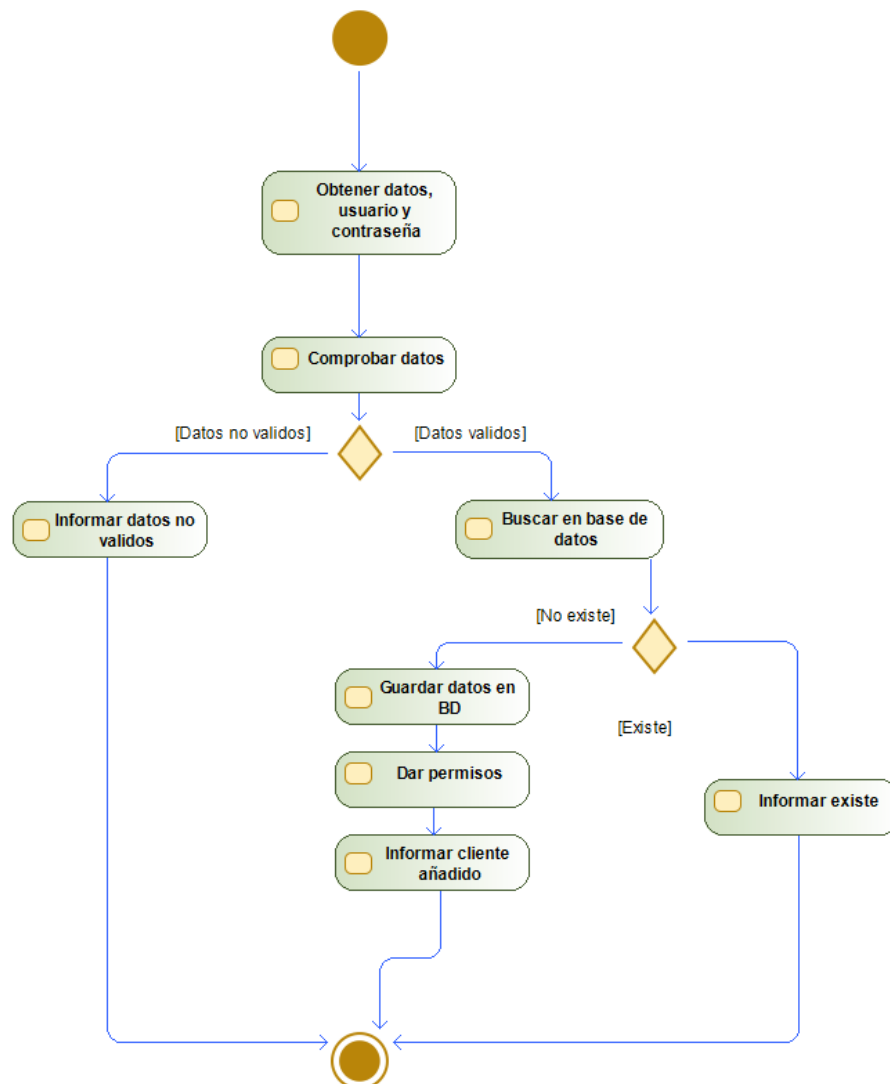 Obtener datos,
usuario y
contraseña
Comprobar datos
[Datos no validos]
[Datos validos]
Informar datos no
validos
Buscar en base de
datos
[No existe]
Guardar datos en
BD
[Existe]
Dar permisos
Informar existe
Informar cliente
añadido